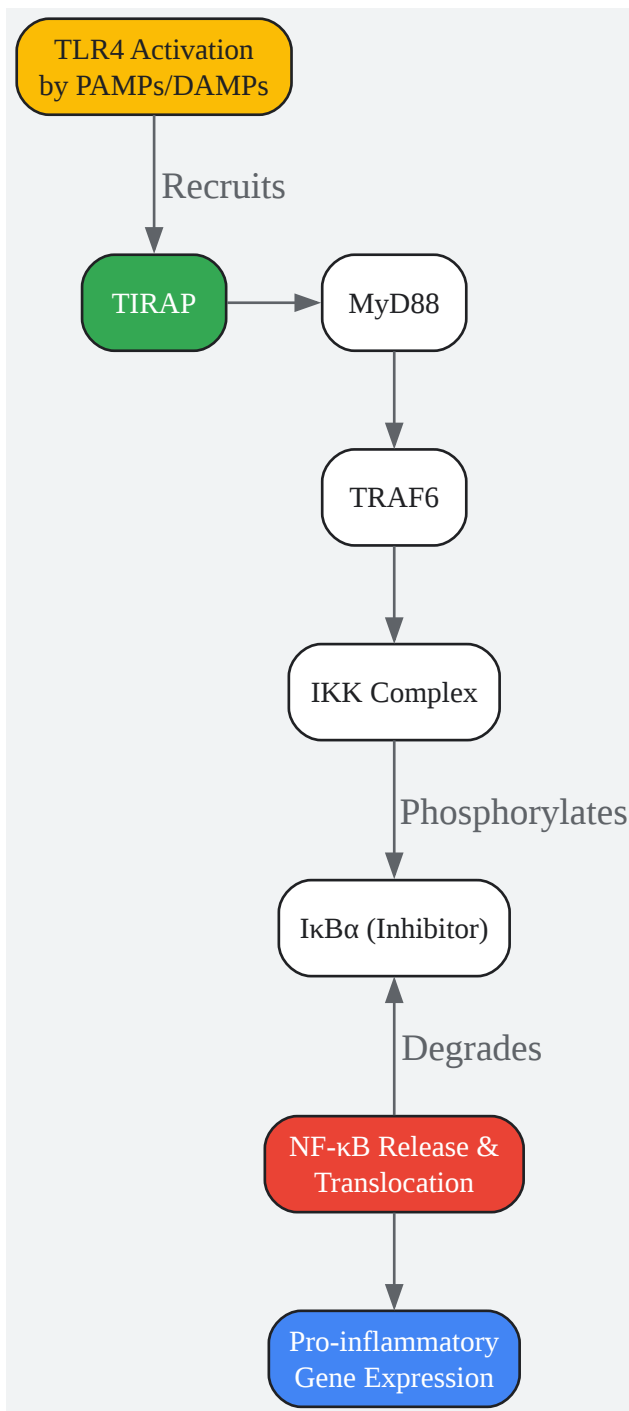 TLR4 Activation
by PAMPs/DAMPs
Recruits
TIRAP
MyD88
TRAF6
IKK Complex
Phosphorylates
IκBα (Inhibitor)
Degrades
NF-κB Release &
Translocation
Pro-inflammatory
Gene Expression